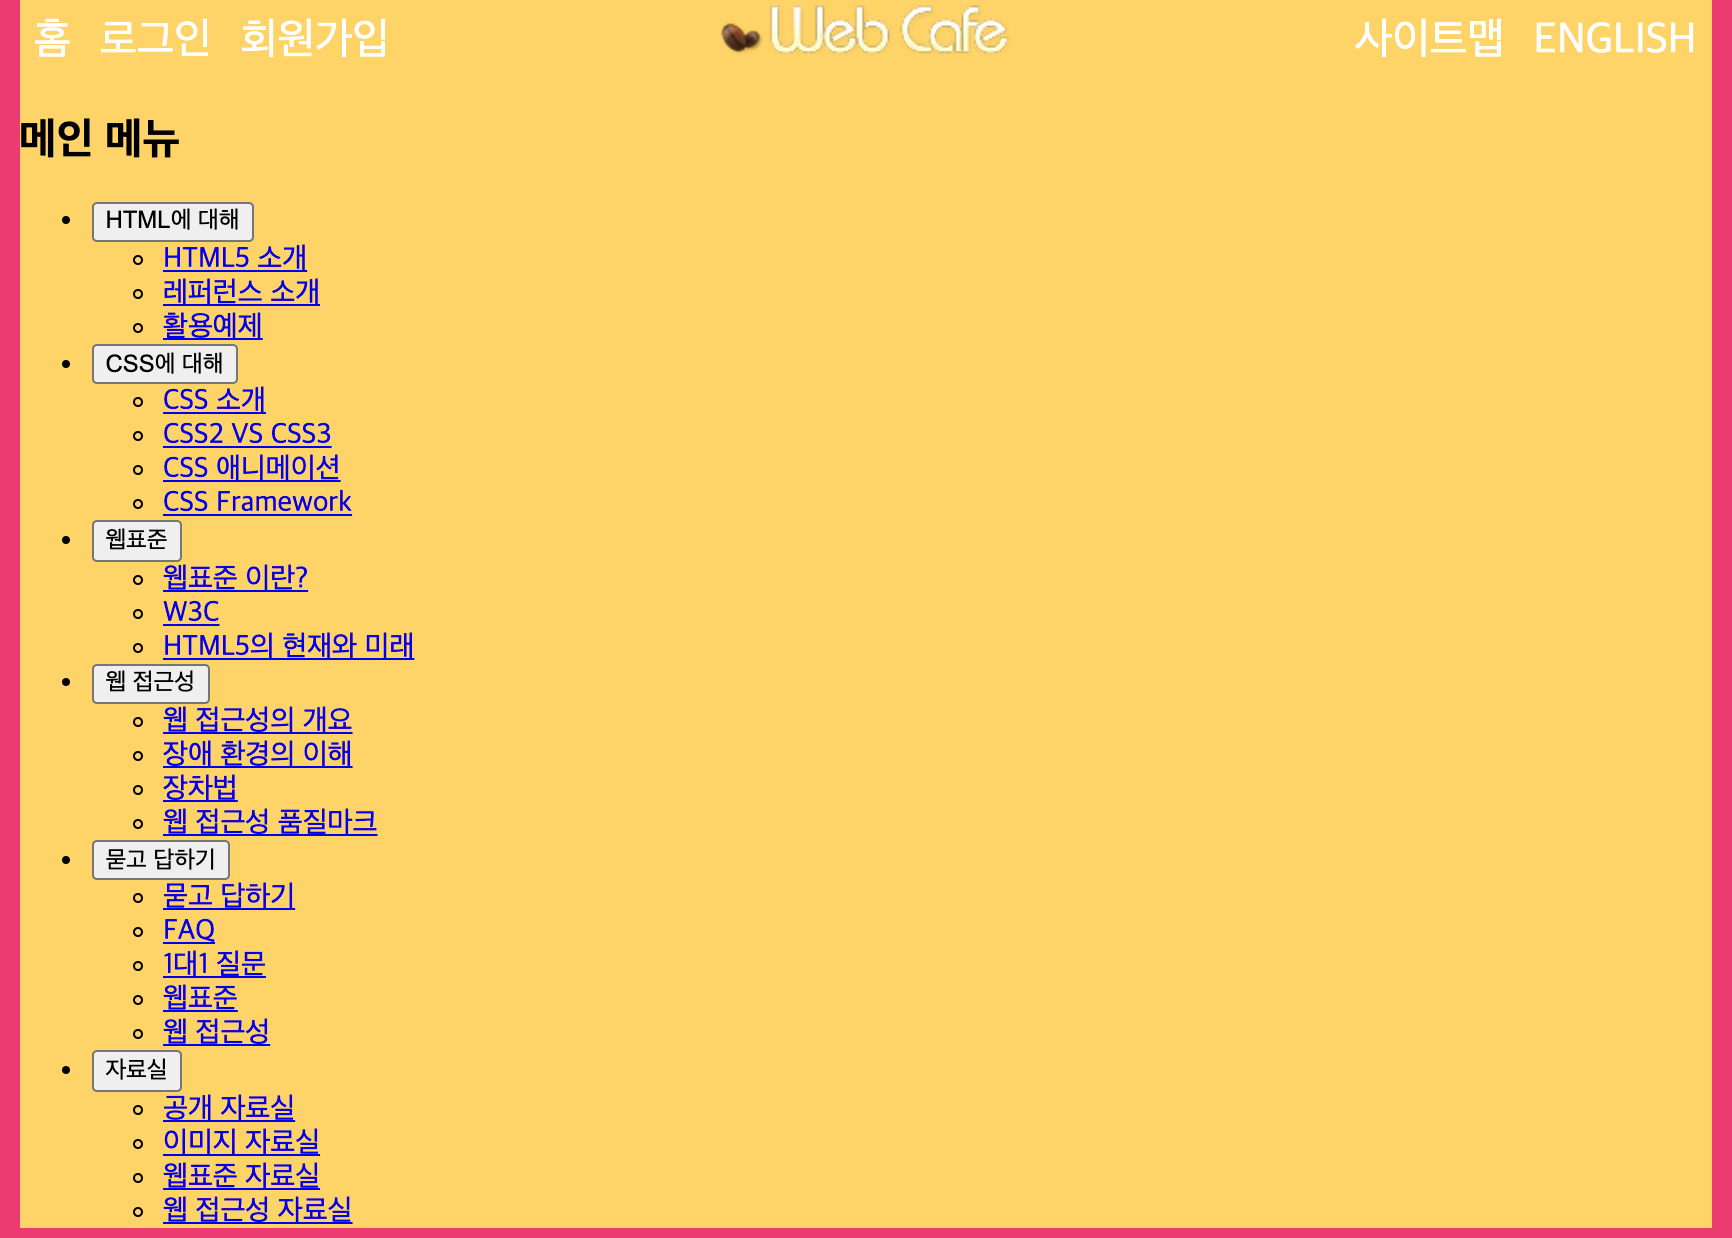 홈 로그인 회원가입 Web Cafe 사이트맵 ENGLISH
메인 메뉴
HTML에 대해
HTML5 소개
레퍼런스 소개
활용예제
CSS에 대해
CSS 소개
CSS2 VS CSS3
CSS 애니메이션
CSS Framework
웹표준
웹표준 이란?
W3C
HTML5의 현재와 미래
웹 접근성
웹 접근성의 개요
장애 환경의 이해
장차법
웹 접근성 품질마크
묻고 답하기
묻고 답하기
FAQ
1대1 질문
웹표준
웹 접근성
자료실
공개 자료실
이미지 자료실
웹표준 자료실
웹 접근성 자료실